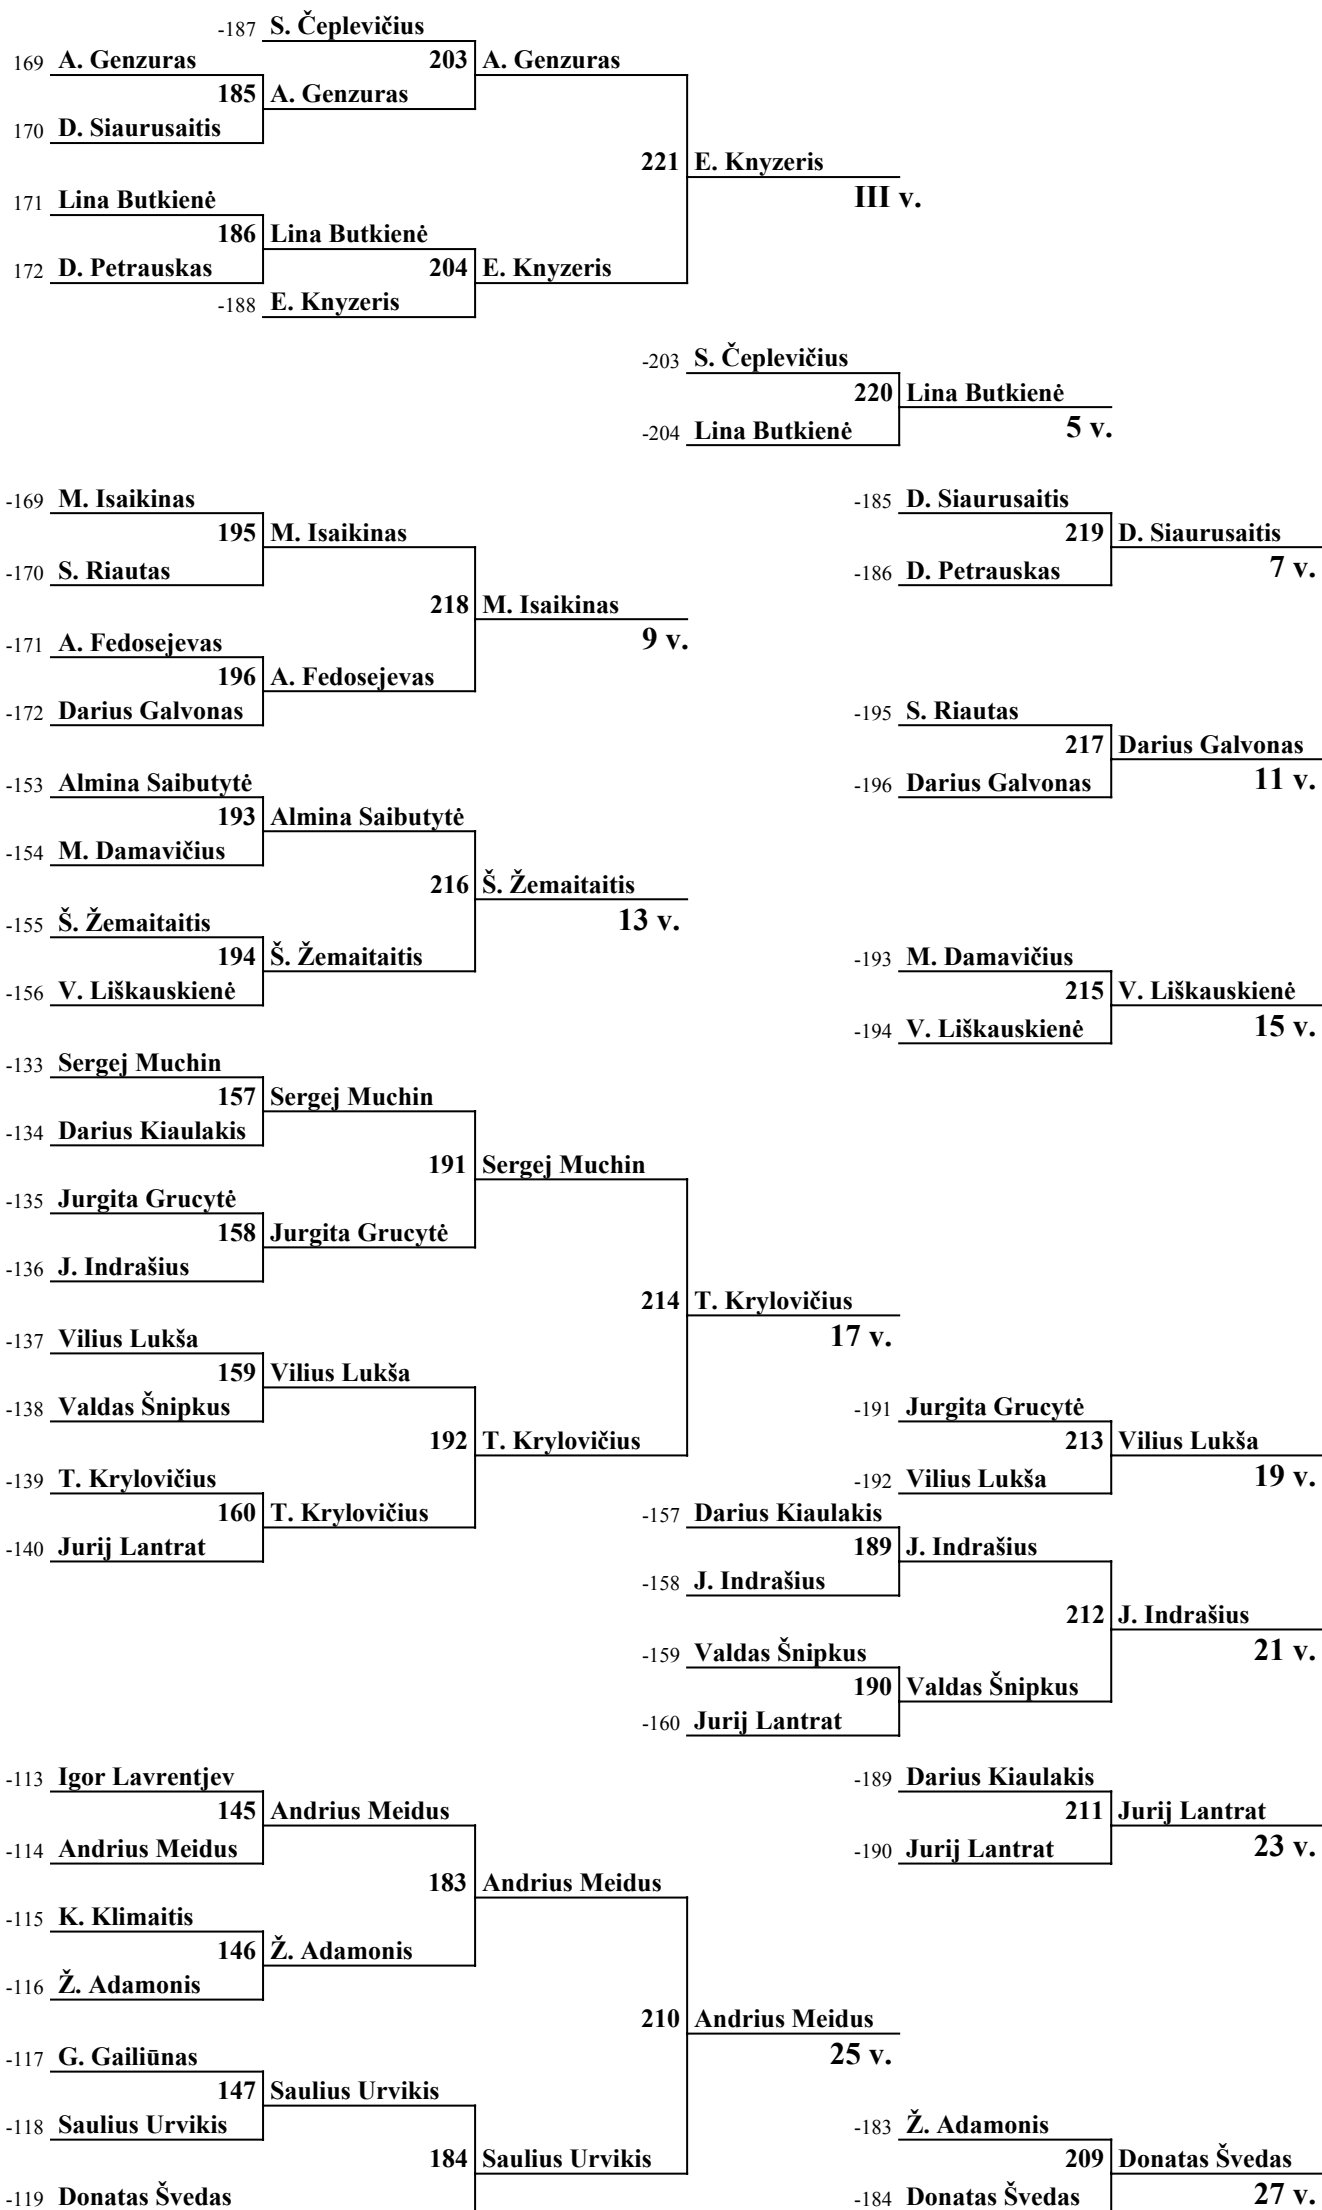 -187 S. Čeplevičius
169 A. Genzuras 203 A. Genzuras
185 A. Genzuras
170 D. Siaurusaitis
221 E. Knyzeris
171 Lina Butkienė III v.
186 Lina Butkienė
172 D. Petrauskas 204 E. Knyzeris
-188 E. Knyzeris
-203 S. Čeplevičius
220 Lina Butkienė
-204 Lina Butkienė 5 v.
-169 M. Isaikinas -185 D. Siaurusaitis
195 M. Isaikinas 219 D. Siaurusaitis
-170 S. Riautas -186 D. Petrauskas 7 v.
218 M. Isaikinas
-171 A. Fedosejevas 9 v.
196 A. Fedosejevas
-172 Darius Galvonas -195 S. Riautas
217 Darius Galvonas
-153 Almina Saibutytė -196 Darius Galvonas 11 v.
193 Almina Saibutytė
-154 M. Damavičius
216 Š. Žemaitaitis
-155 Š. Žemaitaitis 13 v.
194 Š. Žemaitaitis -193 M. Damavičius
-156 V. Liškauskienė 215 V. Liškauskienė
-194 V. Liškauskienė 15 v.
-133 Sergej Muchin
157 Sergej Muchin
-134 Darius Kiaulakis
191 Sergej Muchin
-135 Jurgita Grucytė
158 Jurgita Grucytė
-136 J. Indrašius
214 T. Krylovičius
-137 Vilius Lukša 17 v.
159 Vilius Lukša
-138 Valdas Šnipkus -191 Jurgita Grucytė
192 T. Krylovičius 213 Vilius Lukša
-139 T. Krylovičius -192 Vilius Lukša 19 v.
160 T. Krylovičius -157 Darius Kiaulakis
-140 Jurij Lantrat 189 J. Indrašius
-158 J. Indrašius
212 J. Indrašius
-159 Valdas Šnipkus 21 v.
190 Valdas Šnipkus
-160 Jurij Lantrat
-113 Igor Lavrentjev -189 Darius Kiaulakis
145 Andrius Meidus 211 Jurij Lantrat
-114 Andrius Meidus -190 Jurij Lantrat 23 v.
183 Andrius Meidus
-115 K. Klimaitis
146 Ž. Adamonis
-116 Ž. Adamonis
210 Andrius Meidus
-117 G. Gailiūnas 25 v.
147 Saulius Urvikis
-118 Saulius Urvikis -183 Ž. Adamonis
184 Saulius Urvikis 209 Donatas Švedas
-119 Donatas Švedas -184 Donatas Švedas 27 v.